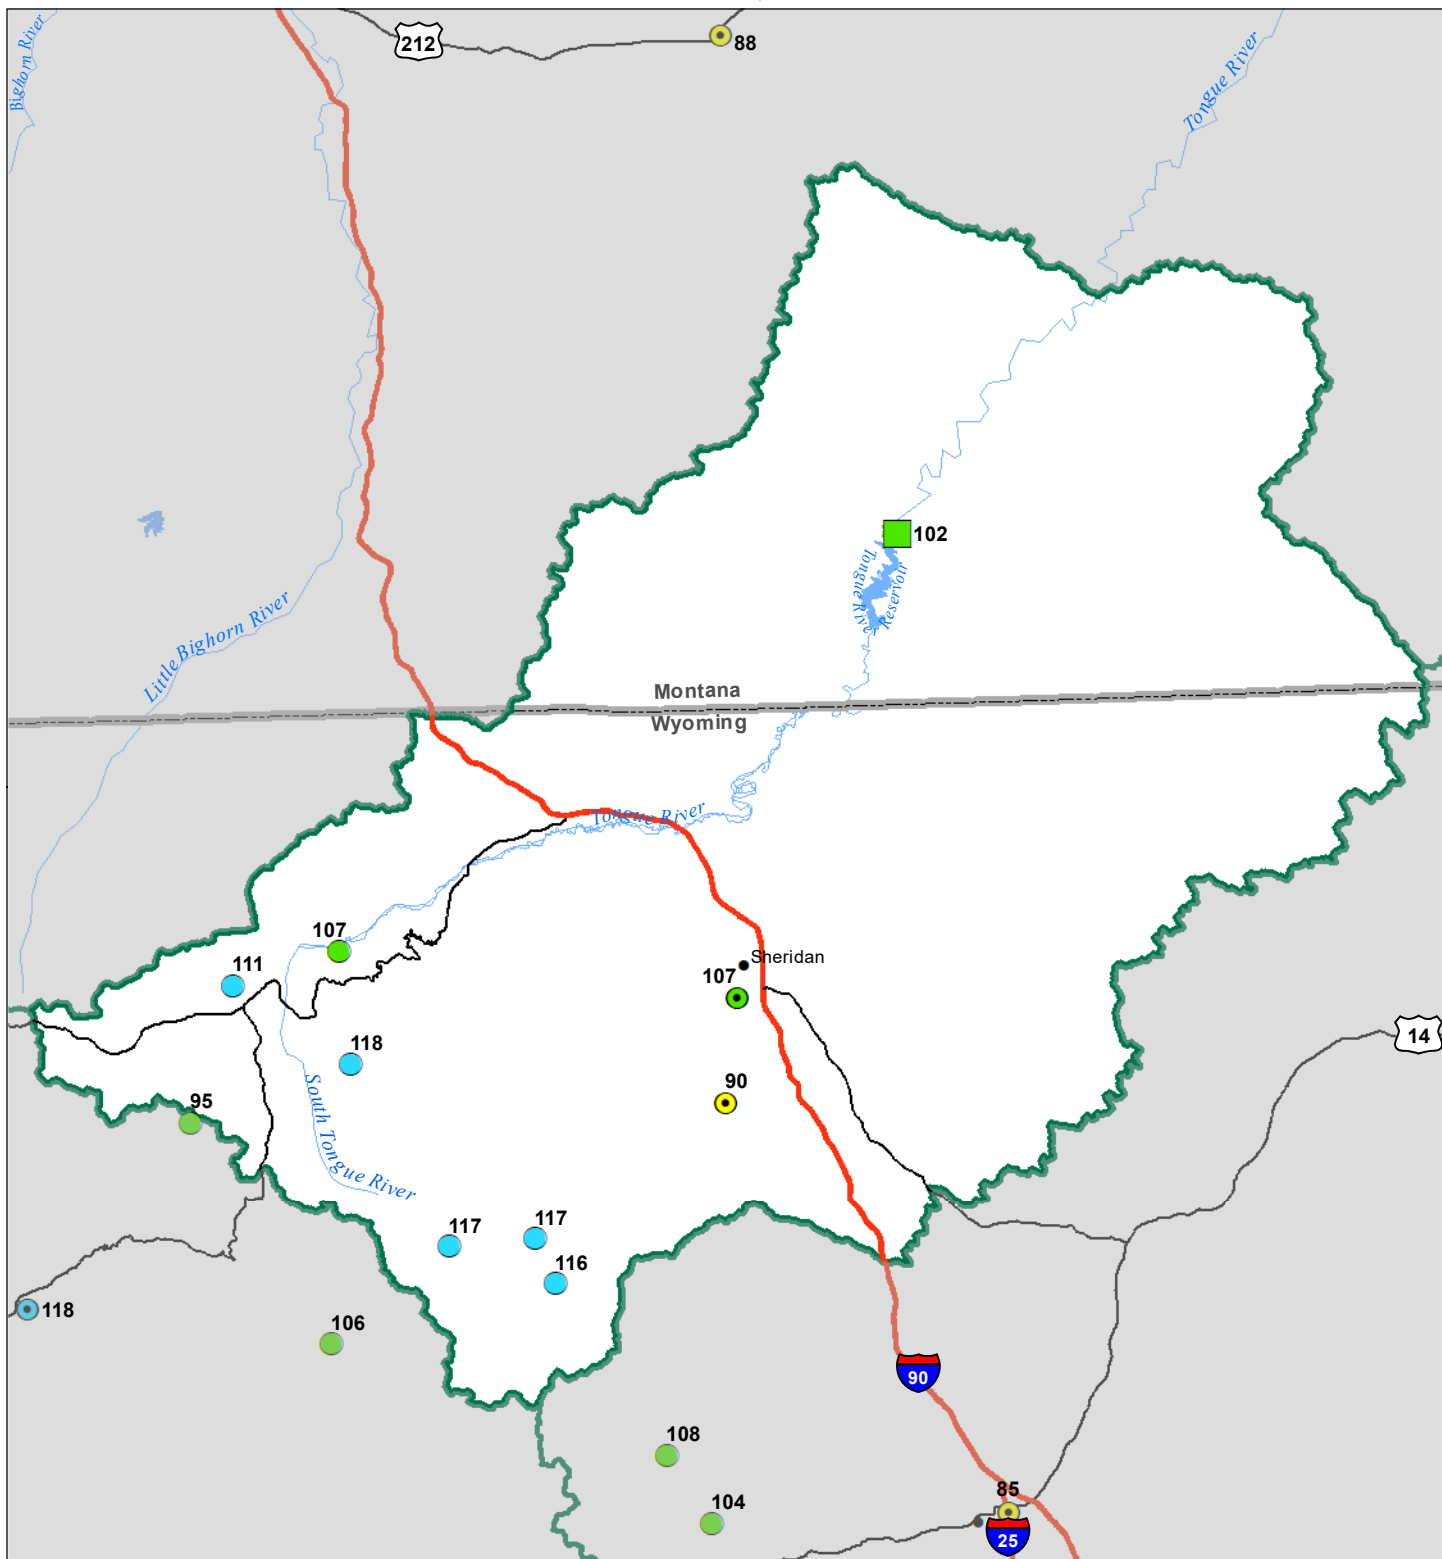 Bighorn River
212
88
Tongue River
102
Tongue River
Reservoir
Little Bighorn River
Montana
Wyoming
Tongue River
107
111
Sheridan
107
118
14
90
95
South Tongue River
117
117
116
118
106
90
108
85
104
25